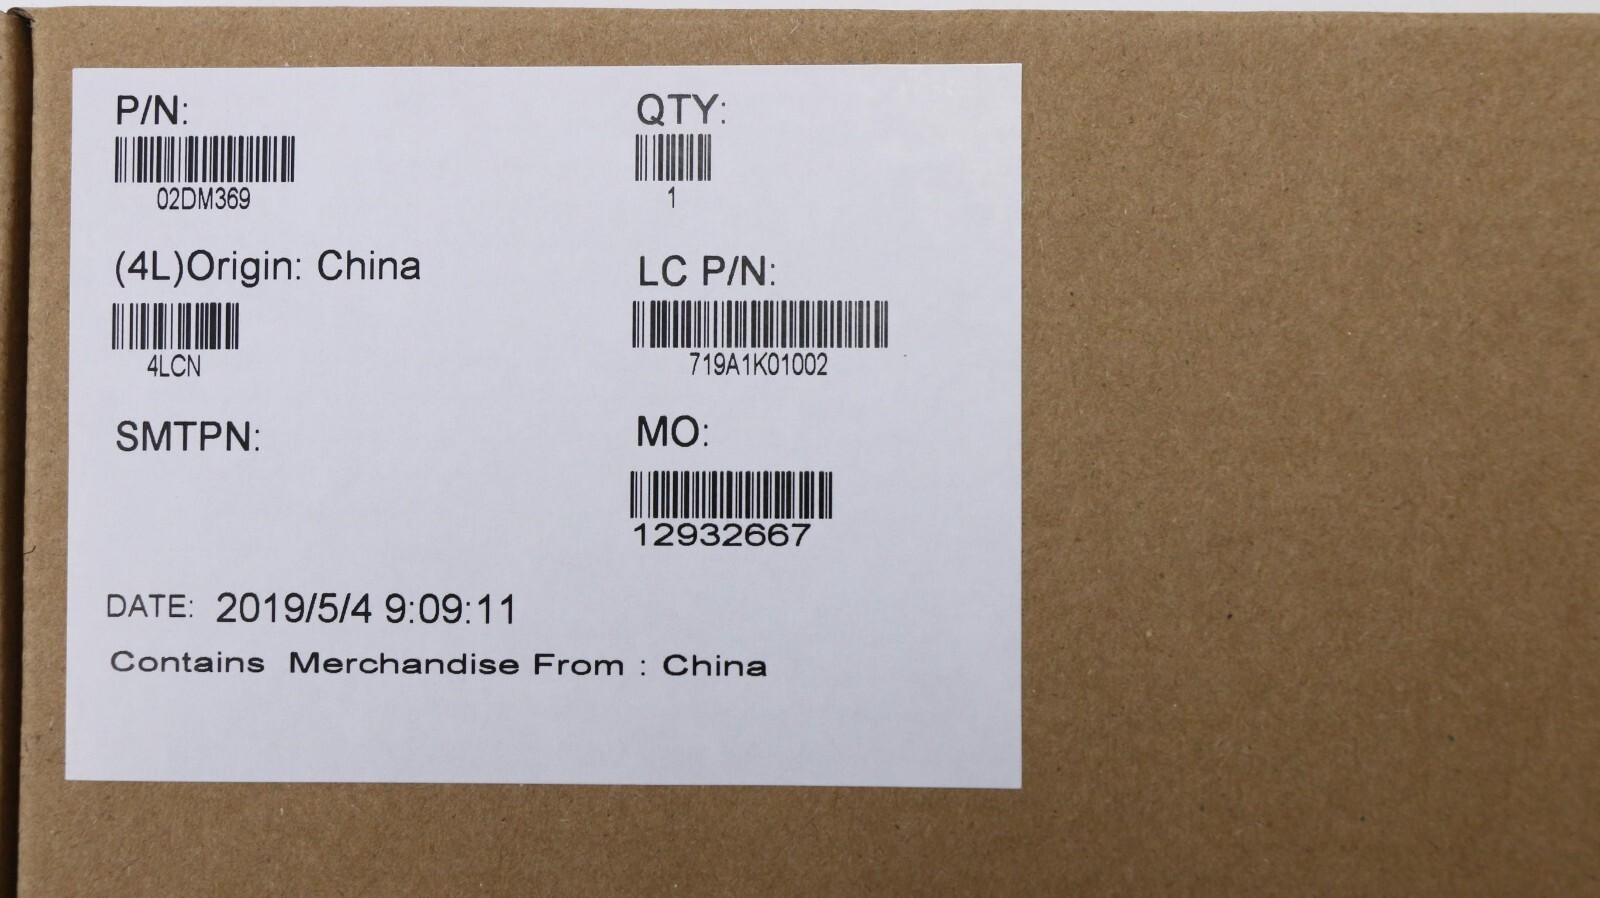 P/N:
02DM369
QTY:
1
(4L)Origin: China
4LCN
LC P/N:
719A1K01002
SMTPN:
MO:
12932667
DATE: 2019/5/4 9:09:11
Contains Merchandise From : China